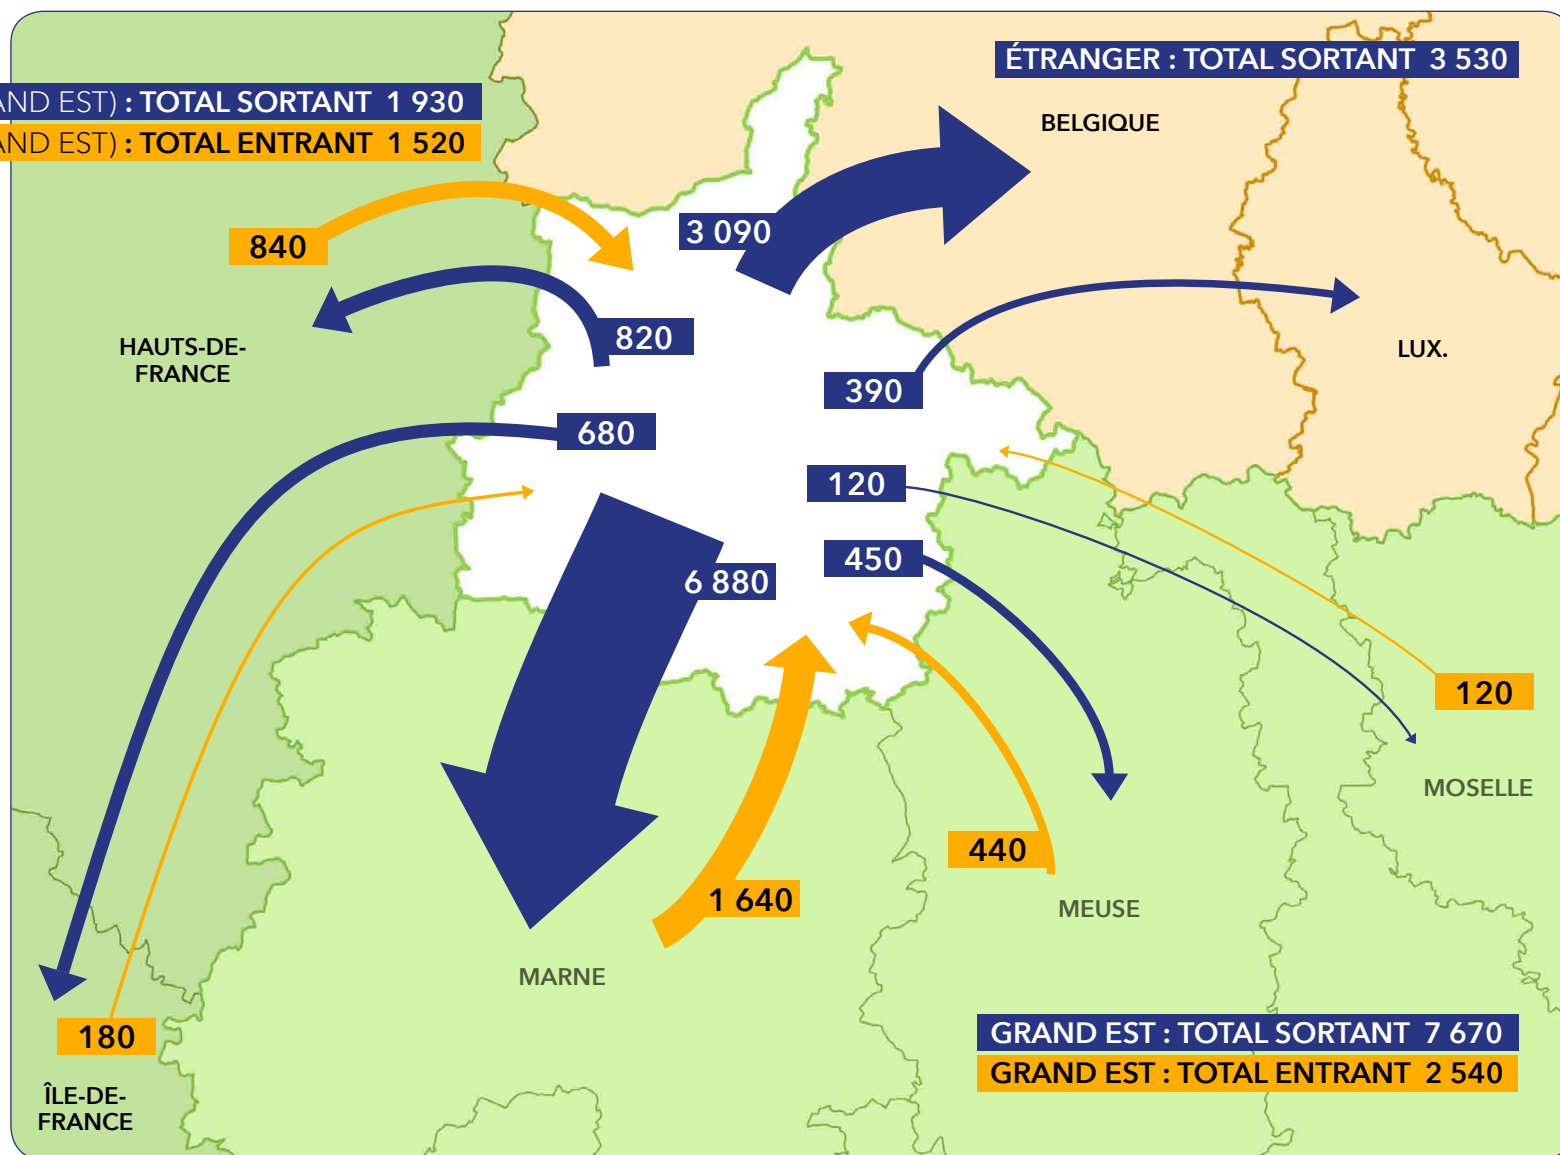 ÉTRANGER : TOTAL SORTANT 3 530
EST) : TOTAL SORTANT 1 930
EST) : TOTAL ENTRANT 1 520
BELGIQUE
3 090
840
820
HAUTS-DE-
FRANCE
LUX.
390
680
120
450
6 880
120
MOSELLE
440
1 640
MEUSE
MARNE
180
GRAND EST : TOTAL SORTANT 7 670
GRAND EST : TOTAL ENTRANT 2 540
ÎLE-DE-
FRANCE